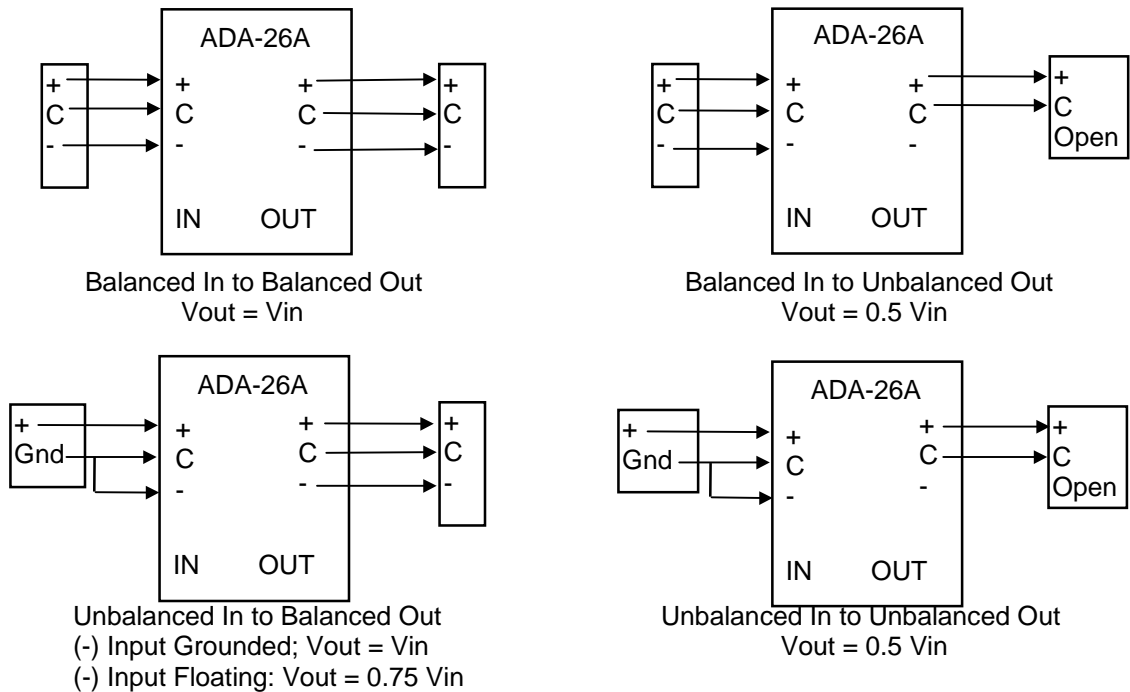 ADA-26A
+ + + +
C C C C
- - - -
IN OUT
Balanced In to Balanced Out
Vout = Vin
ADA-26A
+ + + +
C C C C
- - - Open
IN OUT
Balanced In to Unbalanced Out
Vout = 0.5 Vin
ADA-26A
+ + + +
Gnd C C C
- - -
IN OUT
Unbalanced In to Balanced Out
(-) Input Grounded; Vout = Vin
(-) Input Floating: Vout = 0.75 Vin
ADA-26A
+ + + +
Gnd C C C
- - Open
IN OUT
Unbalanced In to Unbalanced Out
Vout = 0.5 Vin